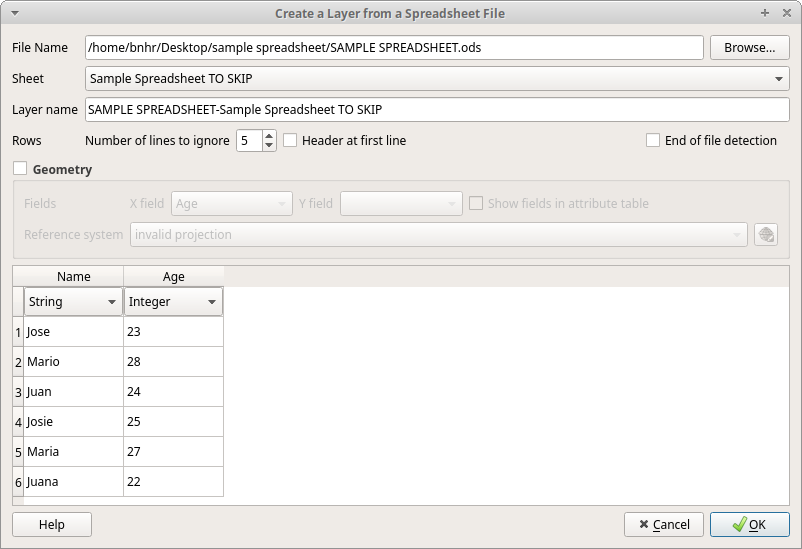 Create a Layer from a Spreadsheet File
File Name /home/bnhr/Desktop/sample spreadsheet/SAMPLE SPREADSHEET.ods Browse...
Sheet Sample Spreadsheet TO SKIP
Layer name SAMPLE SPREADSHEET-Sample Spreadsheet TO SKIP
Rows Number of lines to ignore 5 Header at first line End of file detection
Geometry
Fields X field Age Y field Show fields in attribute table
Reference system invalid projection
Name Age
String Integer
1 Jose 23
2 Mario 28
3 Juan 24
4 Josie 25
5 Maria 27
6 Juana 22
Help Cancel OK